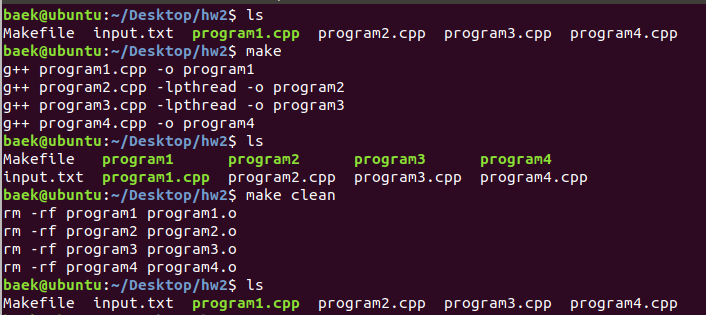 baek@ubuntu:~/Desktop/hw2$ ls
Makefile  input.txt  program1.cpp  program2.cpp  program3.cpp  program4.cpp
baek@ubuntu:~/Desktop/hw2$ make
g++ program1.cpp -o program1
g++ program2.cpp -lpthread -o program2
g++ program3.cpp -lpthread -o program3
g++ program4.cpp -o program4
baek@ubuntu:~/Desktop/hw2$ ls
Makefile   program1      program2      program3      program4
input.txt  program1.cpp  program2.cpp  program3.cpp  program4.cpp
baek@ubuntu:~/Desktop/hw2$ make clean
rm -rf program1 program1.o
rm -rf program2 program2.o
rm -rf program3 program3.o
rm -rf program4 program4.o
baek@ubuntu:~/Desktop/hw2$ ls
Makefile  input.txt  program1.cpp  program2.cpp  program3.cpp  program4.cpp